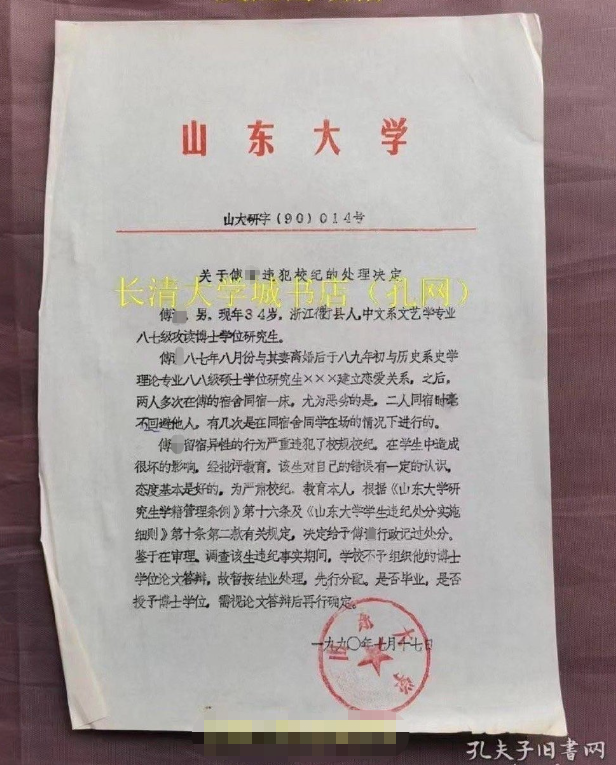 山东大学
山大研字(90)014号
关于傅 违犯校纪的处理决定
长清大学城书店（孔网）
傅 ，男，现年34岁，浙江衢县人，中文系文艺学专业
八七级攻读博士学位研究生。
傅 八七年八月份与其妻离婚后于八九年初与历史系史学
理论专业八八级硕士学位研究生×××建立恋爱关系，之后，
两人多次在傅的宿舍同宿一床，尤为恶劣的是，二人同宿时毫
不回避他人，有几次是在同宿舍同学在场的情况下进行的。
傅 留宿异性的行为严重违犯了校规校纪，在学生中造成
很坏的影响，经批评教育，该生对自己的错误有一定的认识，
态度基本是好的，为严肃校纪、教育本人，根据《山东大学研
究生学籍管理条例》第十六条及《山东大学学生违纪处分实施
细则》第十条第二款有关规定，决定给予傅 行政记过处分。
鉴于在审理、调查该生违纪事实期间，学校不予组织他的博士
学位论文答辩，故暂按结业处理，先行分配，是否毕业，是否
授予博士学位，需视论文答辩后再行确定。
一九九〇年七月十七日
孔夫子旧书网